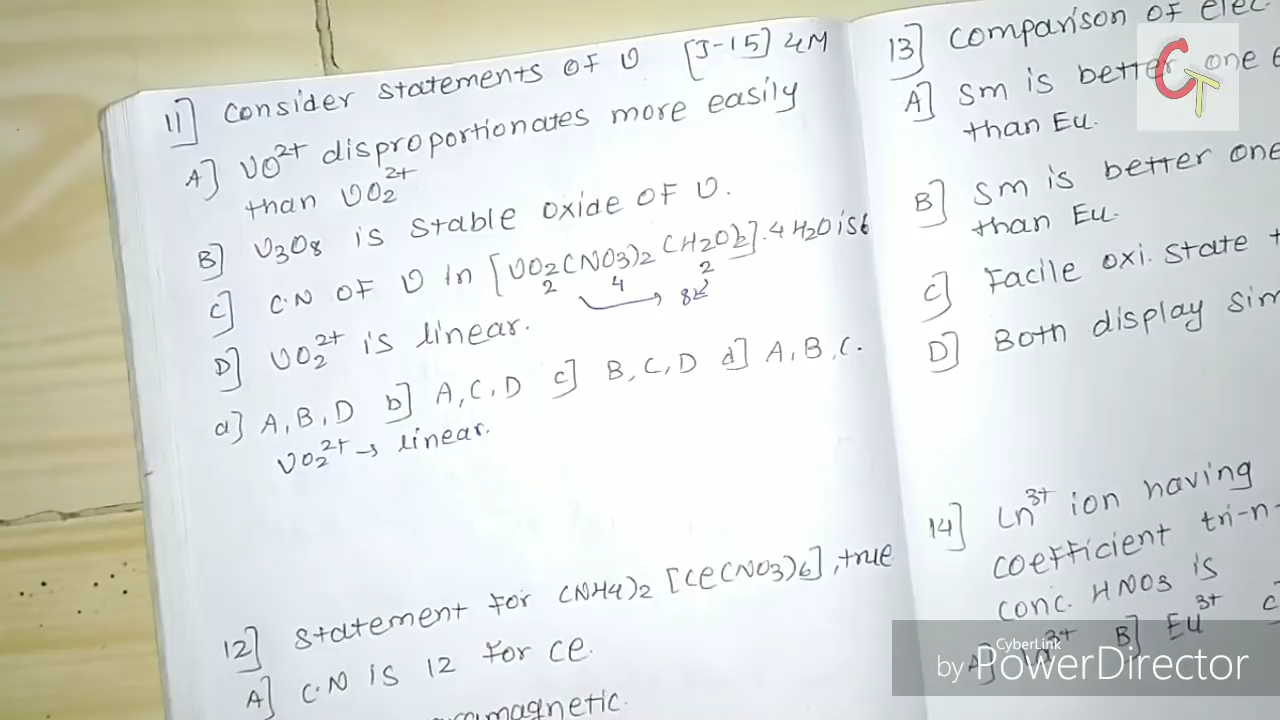 11] Consider statements of U [J-15] 4M
A] UO²⁺ disproportionates more easily
than UO₂²⁺
B] U₃O₈ is stable oxide of U.
C] C.N of U in [UO₂(NO₃)₂(H₂O)₂].4H₂O is 6
2 4 2
8
D] UO₂²⁺ is linear.
a] A,B,D b] A,C,D c] B,C,D d] A,B,C.
UO₂²⁺ → linear.
12] Statement for (NH₄)₂[Ce(NO₃)₆], true
A] C.N is 12 for Ce.
13] Comparison of elec
A] Sm is better one e
than Eu.
B] Sm is better one
than Eu.
C] Facile oxi. state
D] Both display sim
14] Ln³⁺ ion having
coefficient tri-n-
conc. HNO₃ is
A] B] Eu³⁺ C
CT
CyberLink
by PowerDirector